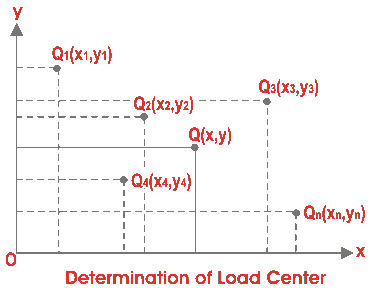 y
Q1(x1,y1)
Q3(x3,y3)
Q2(x2,y2)
Q(x,y)
Q4(x4,y4)
Qn(xn,yn)
O
x
Determination of Load Center